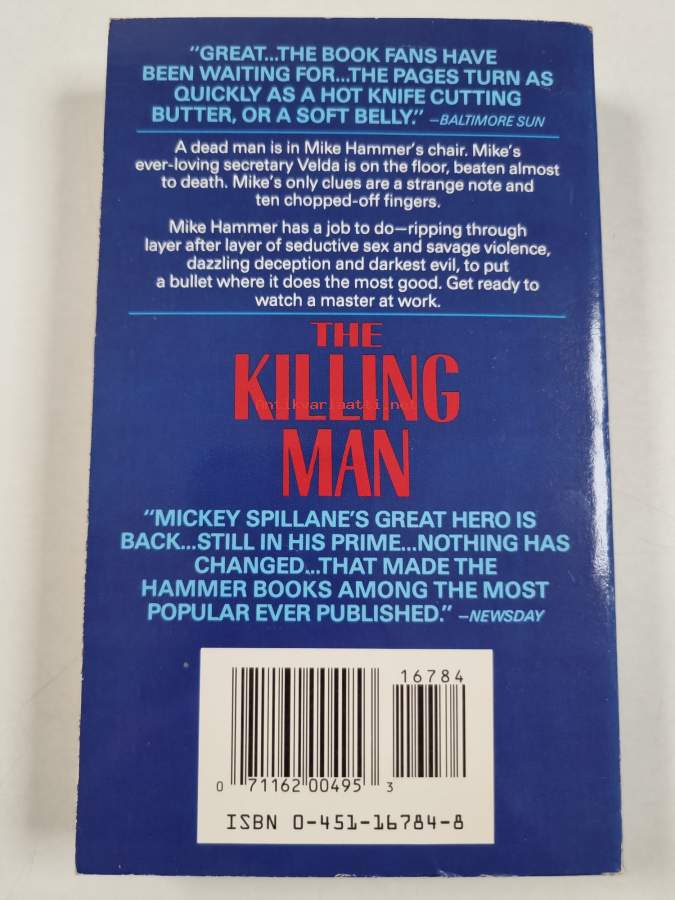 "GREAT...THE BOOK FANS HAVE
BEEN WAITING FOR...THE PAGES TURN AS
QUICKLY AS A HOT KNIFE CUTTING
BUTTER, OR A SOFT BELLY." –BALTIMORE SUN
A dead man is in Mike Hammer's chair. Mike's
ever-loving secretary Velda is on the floor, beaten almost
to death. Mike's only clues are a strange note and
ten chopped-off fingers.
Mike Hammer has a job to do—ripping through
layer after layer of seductive sex and savage violence,
dazzling deception and darkest evil, to put
a bullet where it does the most good. Get ready to
watch a master at work.
THE
KILLING
antikvariaatti.net
MAN
"MICKEY SPILLANE'S GREAT HERO IS
BACK...STILL IN HIS PRIME...NOTHING HAS
CHANGED...THAT MADE THE
HAMMER BOOKS AMONG THE MOST
POPULAR EVER PUBLISHED." –NEWSDAY
16784
0 71162 00495 3
ISBN 0-451-16784-8